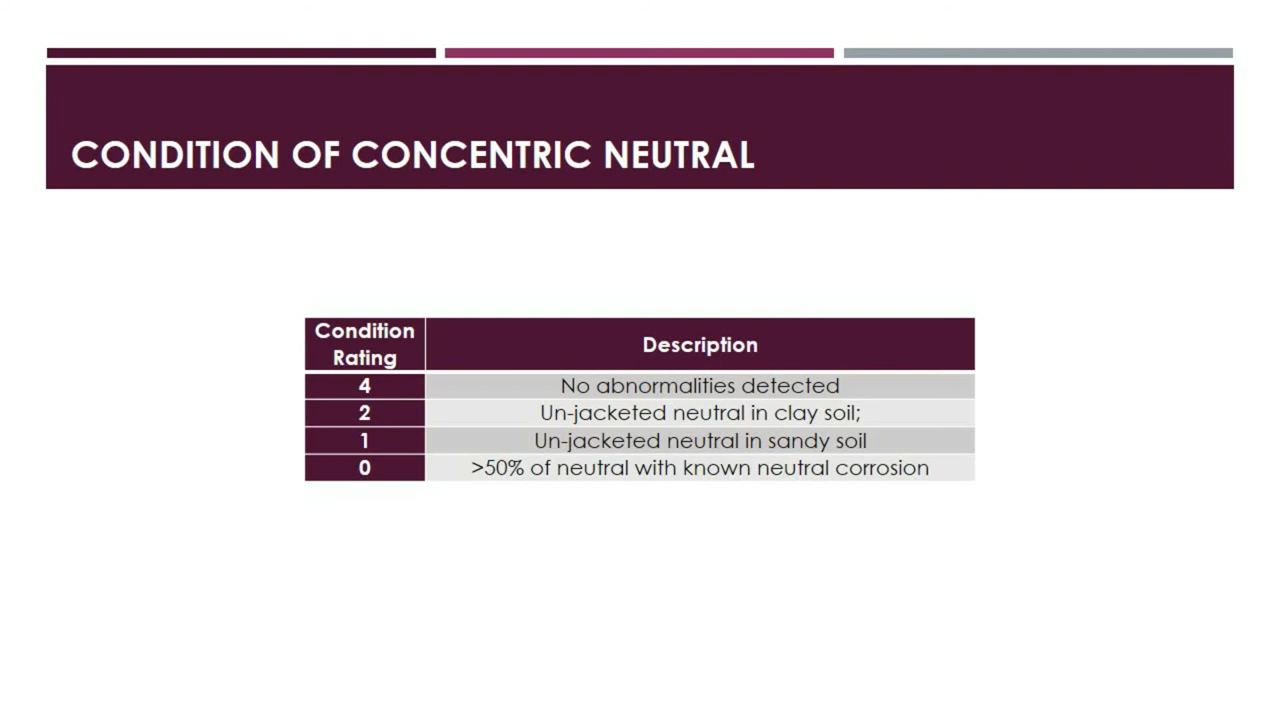 CONDITION OF CONCENTRIC NEUTRAL
Condition
Rating
Description
4 No abnormalities detected
2 Un-jacketed neutral in clay soil;
1 Un-jacketed neutral in sandy soil
0 >50% of neutral with known neutral corrosion